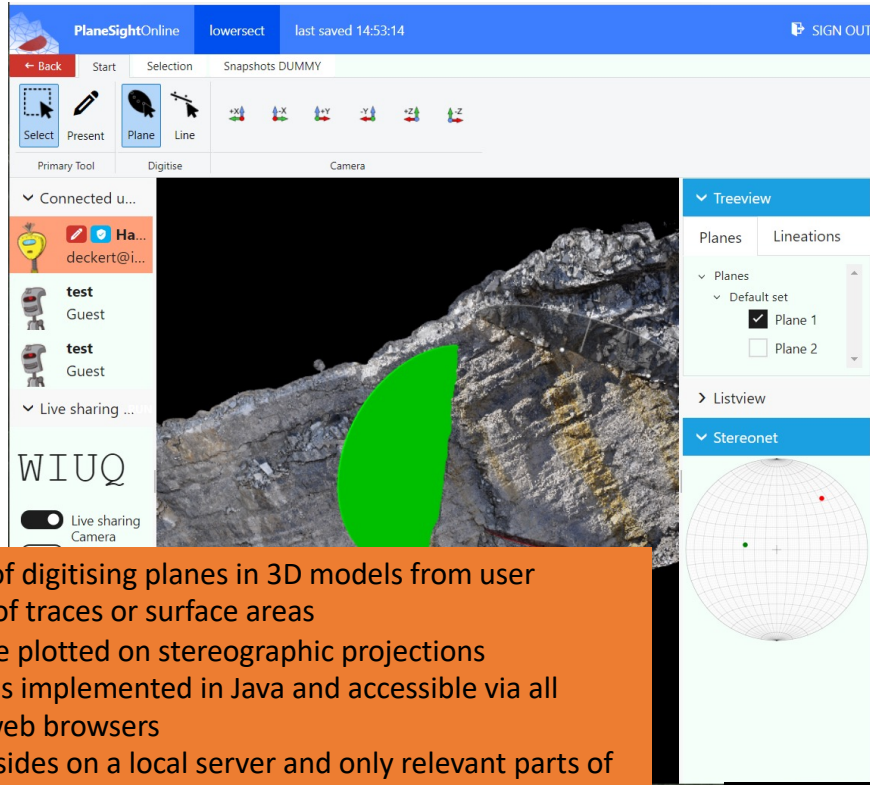 PlaneSightOnline lowersect last saved 14:53:14 SIGN OUT
← Back Start Selection Snapshots DUMMY
+X -X +Y -Y +Z -Z
Select Present Plane Line
Primary Tool Digitise Camera
Connected u...
Ha...
deckert@i...
test
Guest
test
Guest
Live sharing ...
WIUQ
Live sharing
Camera
Treeview
Planes Lineations
Planes
Default set
Plane 1
Plane 2
Listview
Stereonet
of digitising planes in 3D models from user
of traces or surface areas
e plotted on stereographic projections
s implemented in Java and accessible via all
veb browsers
sides on a local server and only relevant parts of